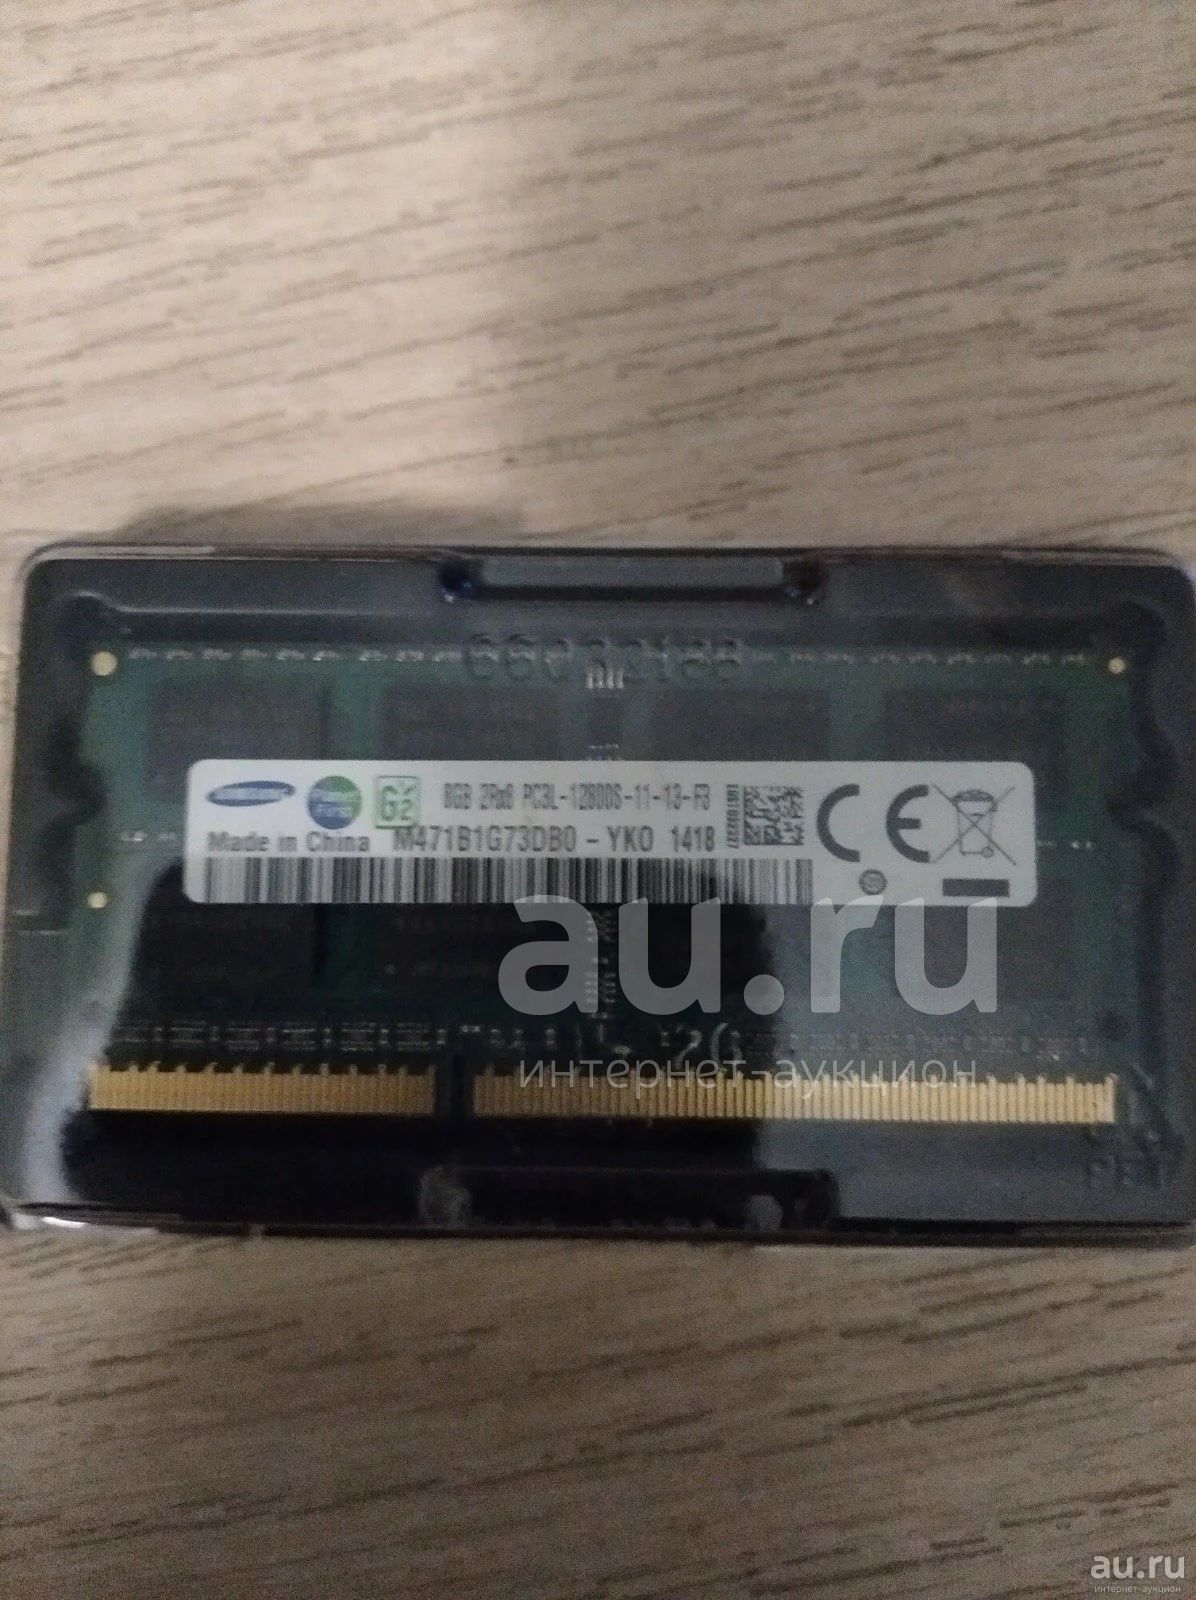 SAMSUNG
G2
8GB 2Rx8 PC3L-12800S-11-13-F3
Made in China M471B1G73DB0 - YK0 1418
CE
au.ru
интернет-аукцион
au.ru
интернет-аукцион